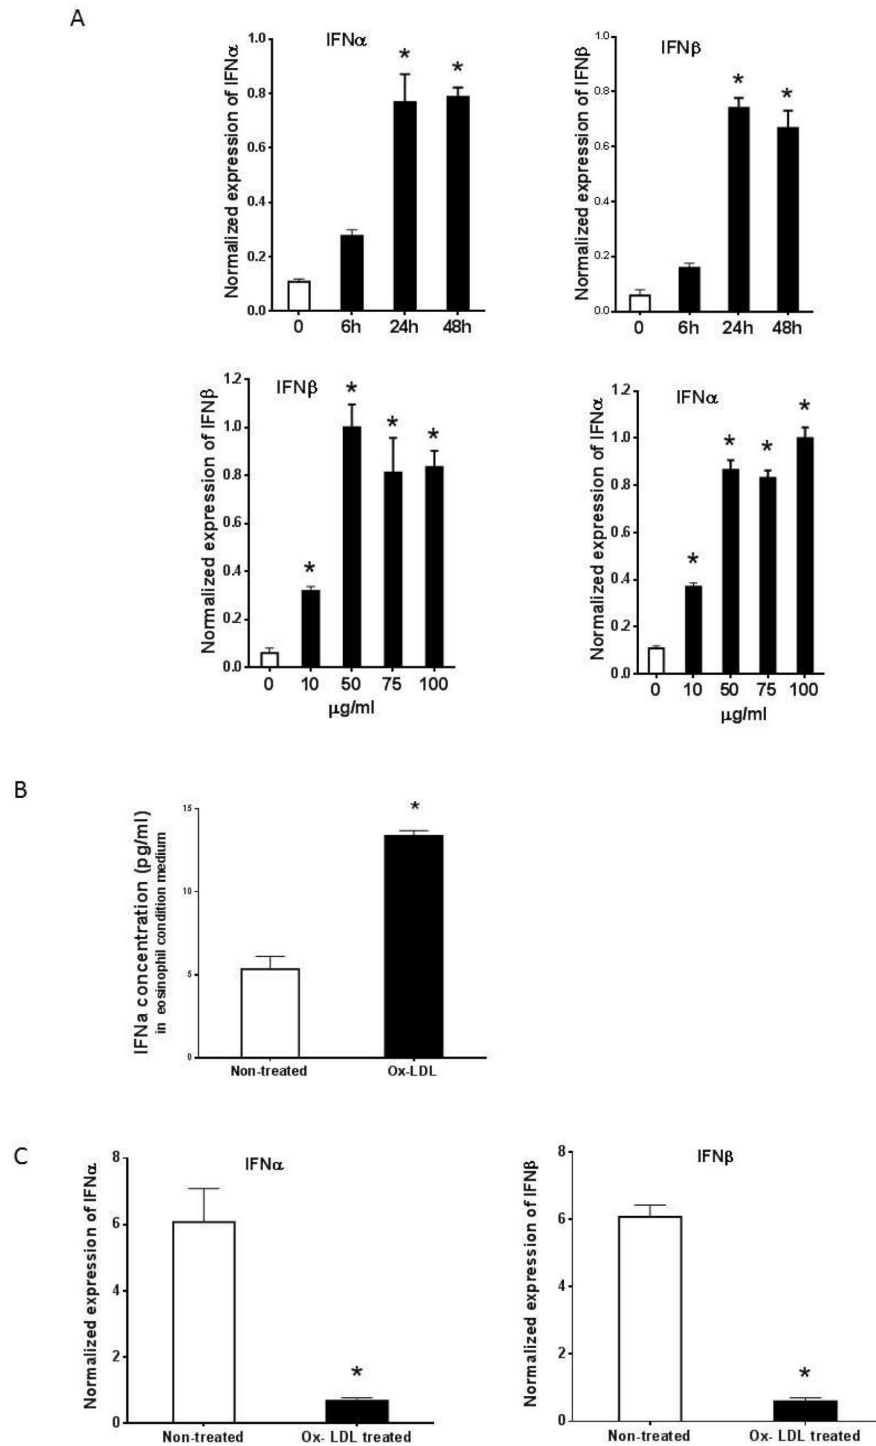 A
IFNα
Normalized expression of IFNα
1.0
0.8
0.6
0.4
0.2
0.0
* *
0 6h 24h 48h
IFNβ
Normalized expression of IFNβ
1.0
0.8
0.6
0.4
0.2
0.0
* *
0 6h 24h 48h
IFNβ
Normalized expression of IFNβ
1.2
1.0
0.8
0.6
0.4
0.2
0.0
* * * *
0 10 50 75 100
μg/ml
IFNα
Normalized expression of IFNα
1.2
1.0
0.8
0.6
0.4
0.2
0.0
* * * *
0 10 50 75 100
μg/ml
B
IFNa concentration (pg/ml)
in eosinophil condition medium
15
10
5
0
*
Non-treated Ox-LDL
C
IFNα
Normalized expression of IFNα
8
6
4
2
0
*
Non-treated Ox- LDL treated
IFNβ
Normalized expression of IFNβ
8
6
4
2
0
*
Non-treated Ox- LDL treated